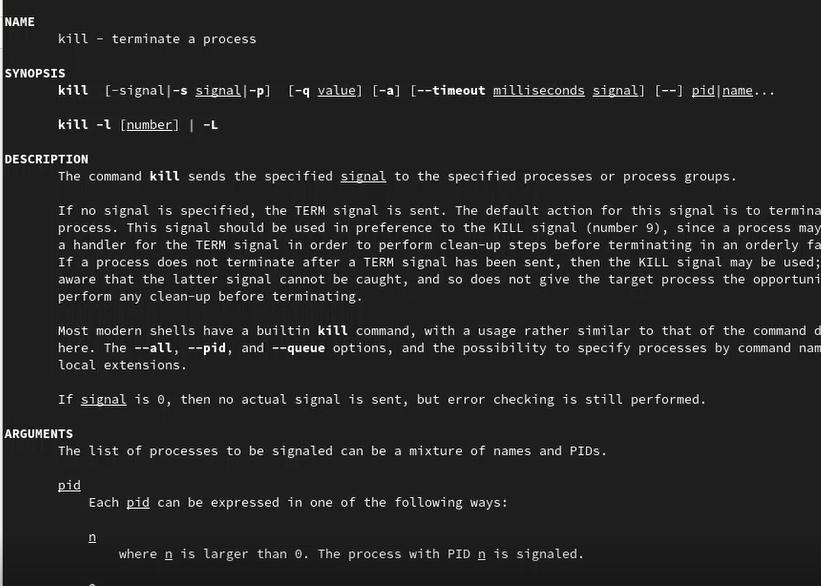 NAME
kill - terminate a process
SYNOPSIS
kill [-signal|-s signal|-p] [-q value] [-a] [--timeout milliseconds signal] [--] pid|name...
kill -l [number] | -L
DESCRIPTION
The command kill sends the specified signal to the specified processes or process groups.
If no signal is specified, the TERM signal is sent. The default action for this signal is to termina
process. This signal should be used in preference to the KILL signal (number 9), since a process may
a handler for the TERM signal in order to perform clean-up steps before terminating in an orderly fa
If a process does not terminate after a TERM signal has been sent, then the KILL signal may be used;
aware that the latter signal cannot be caught, and so does not give the target process the opportuni
perform any clean-up before terminating.
Most modern shells have a builtin kill command, with a usage rather similar to that of the command d
here. The --all, --pid, and --queue options, and the possibility to specify processes by command nam
local extensions.
If signal is 0, then no actual signal is sent, but error checking is still performed.
ARGUMENTS
The list of processes to be signaled can be a mixture of names and PIDs.
pid
Each pid can be expressed in one of the following ways:
n
where n is larger than 0. The process with PID n is signaled.